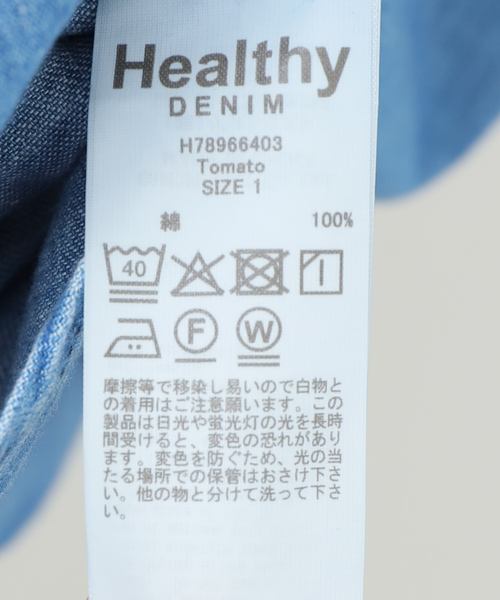 Healthy
DENIM
H78966403
Tomato
SIZE 1
綿 100%
40
F W
摩擦等で移染し易いので白物と
の着用はご注意願います。この
製品は日光や蛍光灯の光を長時
間受けると、変色の恐れがあり
ます。変色を防ぐため、光の当
たる場所での保管はおさけ下さ
い。他の物と分けて洗って下さ
い。